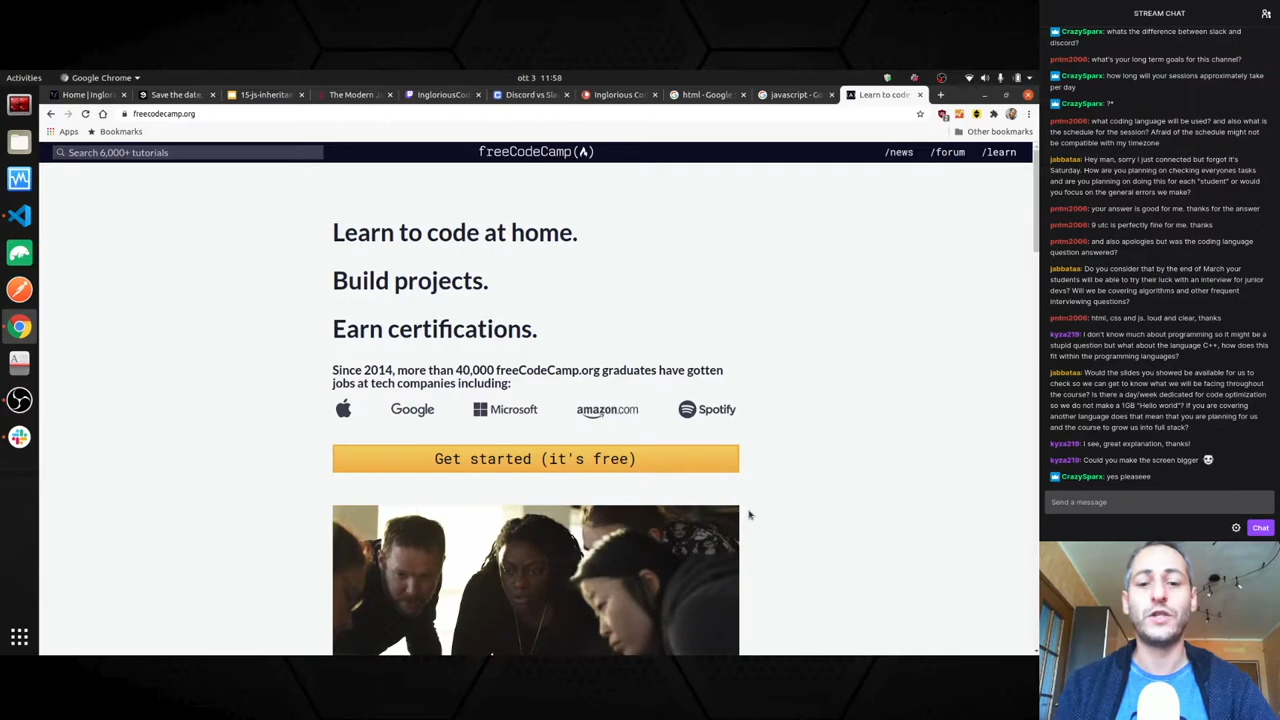 STREAM CHAT
CrazySparx: whats the difference between slack and
discord?
pntm2006: what's your long term goals for this channel?
CrazySparx: how long will your sessions approximately take
per day
CrazySparx: ?*
pntm2006: what coding language will be used? and also what is
the schedule for the session? Afraid of the schedule might not
be compatible with my timezone
jabbataa: Hey man, sorry I just connected but forgot it's
Saturday. How are you planning on checking everyones tasks
and are you planning on doing this for each "student" or would
you focus on the general errors we make?
pntm2006: your answer is good for me. thanks for the answer
pntm2006: 9 utc is perfectly fine for me. thanks
pntm2006: and also apologies but was the coding language
question answered?
jabbataa: Do you consider that by the end of March your
students will be able to try their luck with an interview for junior
devs? Will we be covering algorithms and other frequent
interviewing questions?
pntm2006: html, css and js. loud and clear, thanks
kyza219: I don't know much about programming so it might be a
stupid question but what about the language C++, how does this
fit within the programming languages?
jabbataa: Would the slides you showed be available for us to
check so we can get to know what we will be facing throughout
the course? Is there a day/week dedicated for code optimization
so we do not make a 1GB "Hello world"? If you are covering
another language does that mean that you are planning for us
and the course to grow us into full stack?
kyza219: I see, great explanation, thanks!
kyza219: Could you make the screen bigger
CrazySparx: yes pleaseee
Send a message
Chat
Activities
Google Chrome
ott 3 11:58
Home | Inglori
Save the date,
15-js-inheritan
The Modern Ja
IngloriousCod
Discord vs Sla
Inglorious Co
html - Google S
javascript - Go
Learn to code
freecodecamp.org
Apps
Bookmarks
Other bookmarks
Search 6,000+ tutorials
freeCodeCamp
/news
/forum
/learn
Learn to code at home.
Build projects.
Earn certifications.
Since 2014, more than 40,000 freeCodeCamp.org graduates have gotten
jobs at tech companies including:
Google
Microsoft
amazon.com
Spotify
Get started (it's free)